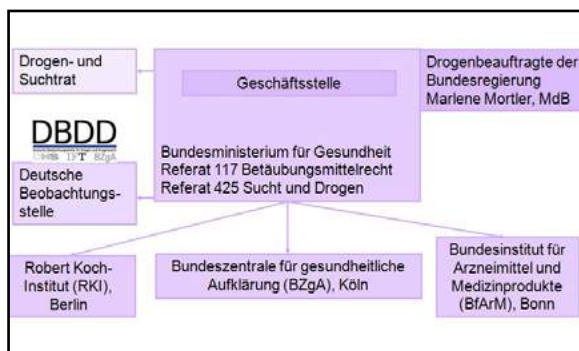 Drogen- und
Suchtrat
Geschäftsstelle
Drogenbeauftragte der
Bundesregierung
Marlene Mortler, MdB
DBDD
IFT BZgA
Deutsche
Beobachtungs-
stelle
Bundesministerium für Gesundheit
Referat 117 Betäubungsmittelrecht
Referat 425 Sucht und Drogen
Robert Koch-
Institut (RKI),
Berlin
Bundeszentrale für gesundheitliche
Aufklärung (BZgA), Köln
Bundesinstitut für
Arzneimittel und
Medizinprodukte
(BfArM), Bonn